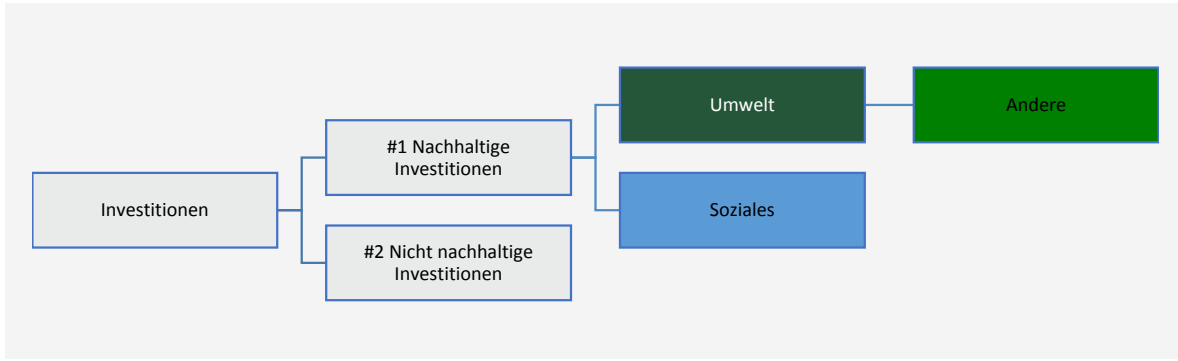 Umwelt
Andere
#1 Nachhaltige
Investitionen
Investitionen
Soziales
#2 Nicht nachhaltige
Investitionen